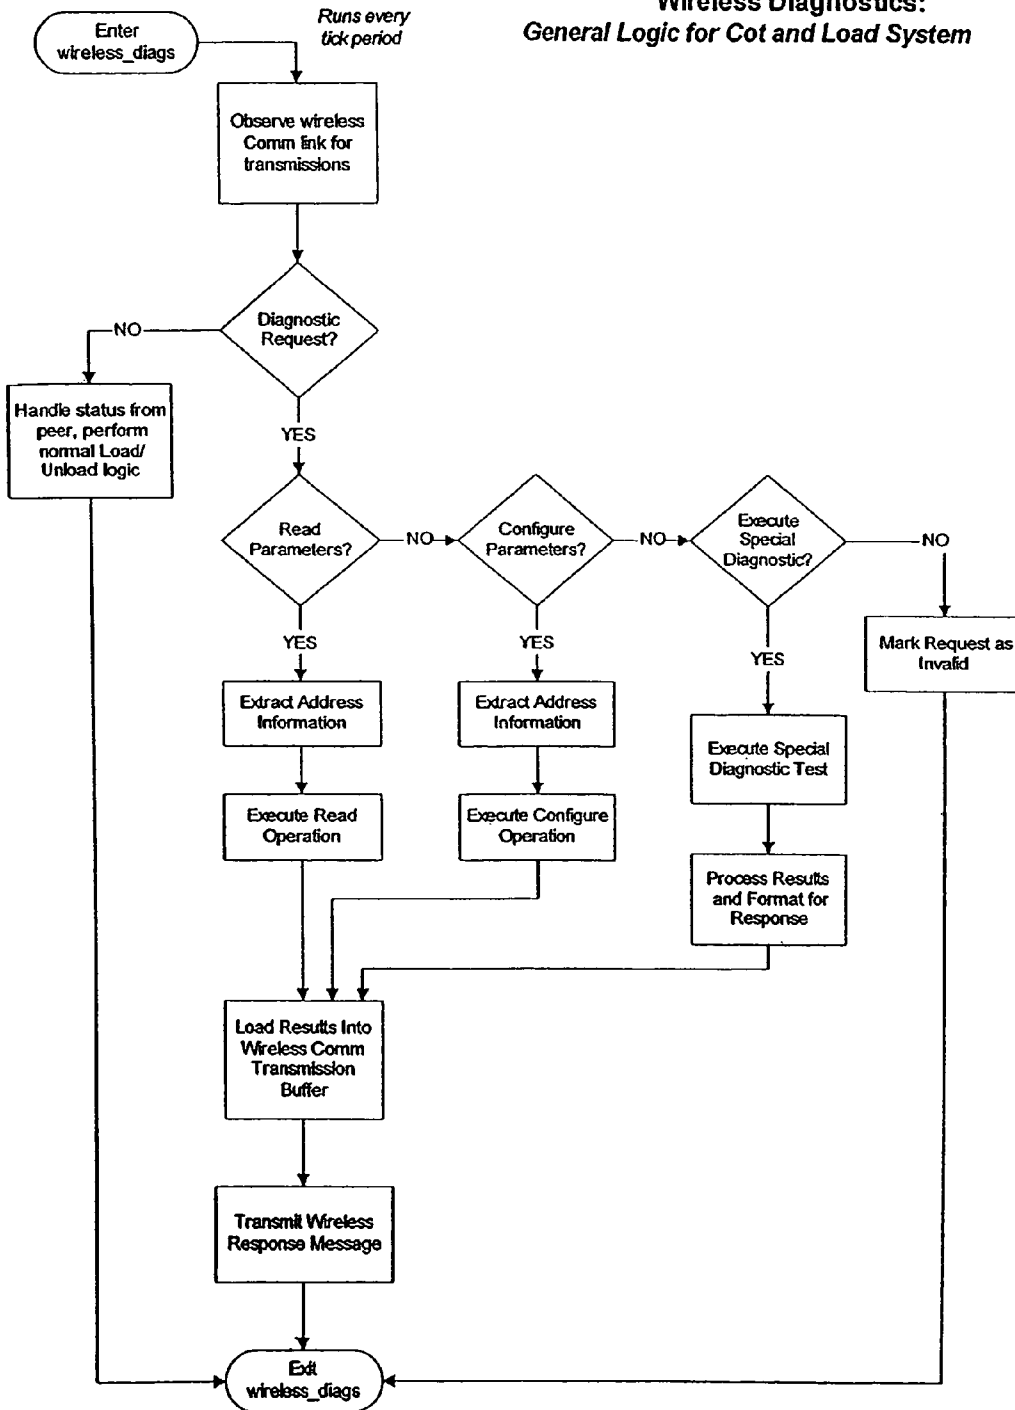 Wireless Diagnostics:
General Logic for Cot and Load System
Runs every
tick period
Enter
wireless_diags
Observe wireless
Comm link for
transmissions
Diagnostic
Request?
NO
YES
Handle status from
peer, perform
normal Load/
Unload logic
Read
Parameters?
NO
Configure
Parameters?
NO
Execute
Special
Diagnostic?
NO
YES
YES
YES
Mark Request as
Invalid
Extract Address
Information
Extract Address
Information
Execute Special
Diagnostic Test
Execute Read
Operation
Execute Configure
Operation
Process Results
and Format for
Response
Load Results Into
Wireless Comm
Transmission
Buffer
Transmit Wireless
Response Message
Exit
wireless_diags